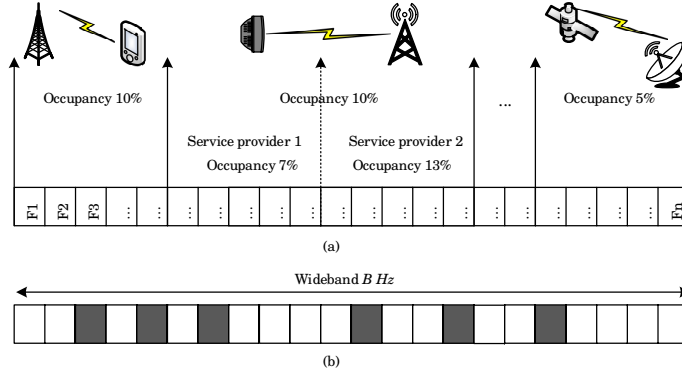 Occupancy 10%
Occupancy 10%
...
Occupancy 5%
Service provider 1
Service provider 2
Occupancy 7%
Occupancy 13%
F1 F2 F3 ... ... ... ... ... ... ... ... ... ... ... ... ... ... ... ... ... ... Fn
(a)
Wideband B Hz
(b)